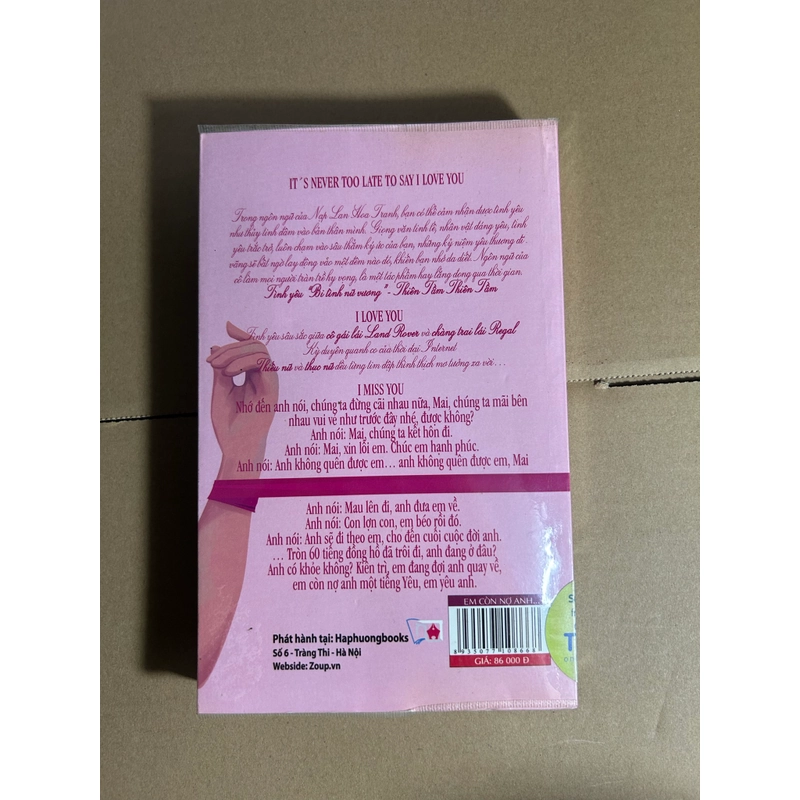 IT´S NEVER TOO LATE TO SAY I LOVE YOU
Trong ngôn ngữ của Nạp Lan Hoa Tranh, bạn có thể cảm nhận được tình yêu
như thủy tinh đâm vào bản thân mình. Giọng văn tinh tế, nhân vật đáng yêu, tình
yêu trắc trở, luôn chạm vào sâu thẳm ký ức của bạn, những kỷ niệm yêu thương dĩ
vãng sẽ bất ngờ lay động vào một đêm nào đó, khiến bạn nhớ da diết. Ngôn ngữ của
cô làm mọi người tràn trề hy vọng, là một tác phẩm hay lắng đọng qua thời gian.
Tình yêu "Bi tình nữ vương" - Thiên Tầm Thiên Tầm
I LOVE YOU
Tình yêu sâu sắc giữa cô gái lái Land Rover và chàng trai lái Regal
Kỳ duyên quanh co của thời đại Internet
Thiếu nữ và thục nữ đều từng tim đập thình thịch mơ tưởng xa vời…
I MISS YOU
Nhớ đến anh nói, chúng ta đừng cãi nhau nữa, Mai, chúng ta mãi bên
nhau vui vẻ như trước đây nhé, được không?
Anh nói: Mai, chúng ta kết hôn đi.
Anh nói: Mai, xin lỗi em. Chúc em hạnh phúc.
Anh nói: Anh không quên được em… anh không quên được em, Mai
Anh nói: Mau lên đi, anh đưa em về.
Anh nói: Con lợn con, em béo rồi đó.
Anh nói: Anh sẽ đi theo em, cho đến cuối cuộc đời anh.
… Tròn 60 tiếng đồng hồ đã trôi đi, anh đang ở đâu?
Anh có khỏe không? Kiên trì, em đang đợi anh quay về,
em còn nợ anh một tiếng Yêu, em yêu anh.
Phát hành tại: Haphuongbooks
Số 6 - Tràng Thi - Hà Nội
Webside: Zoup.vn
EM CÒN NỢ ANH...
8 935077 108668
GIÁ: 86 000 Đ